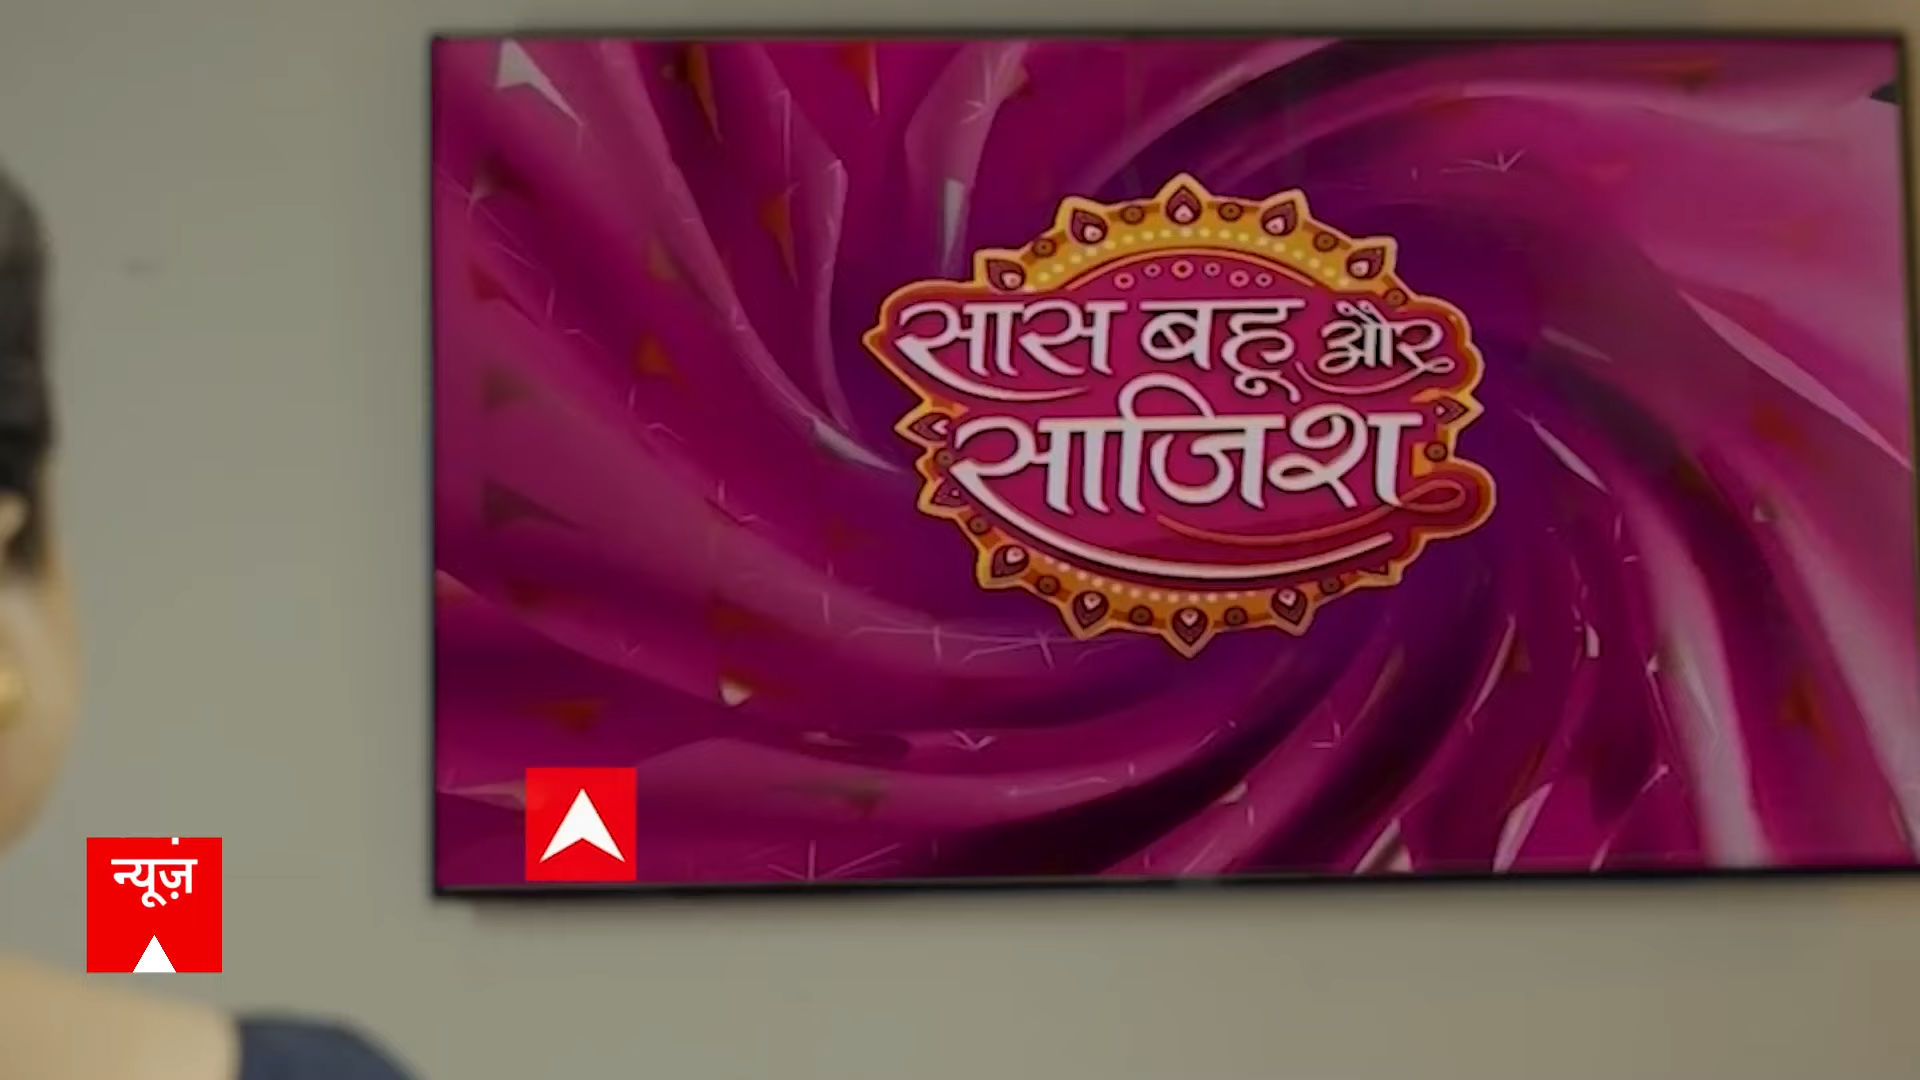 सास बहू और
साजिश
न्यूज़